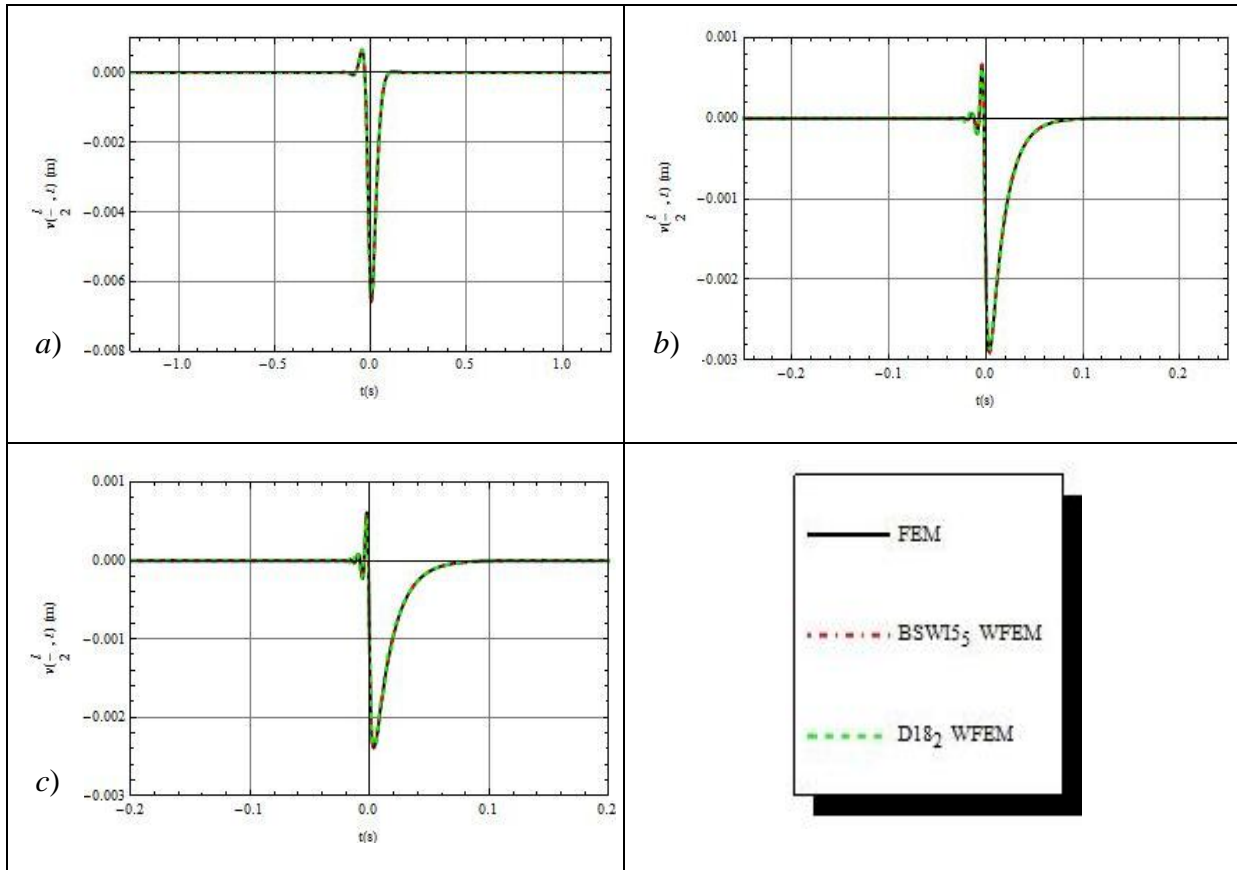 0.000
−0.002
−0.004
−0.006
−0.008
v(l/2, t) (m)
−1.0 −0.5 0.0 0.5 1.0
t(s)
a)
0.001
0.000
−0.001
−0.002
-0.003
v(l/2, t) (m)
−0.2 −0.1 0.0 0.1 0.2
t(s)
b)
0.001
0.000
−0.001
−0.002
−0.003
v(l/2, t) (m)
−0.2 −0.1 0.0 0.1 0.2
t(s)
c)
FEM
BSWI5₅ WFEM
D18₂ WFEM